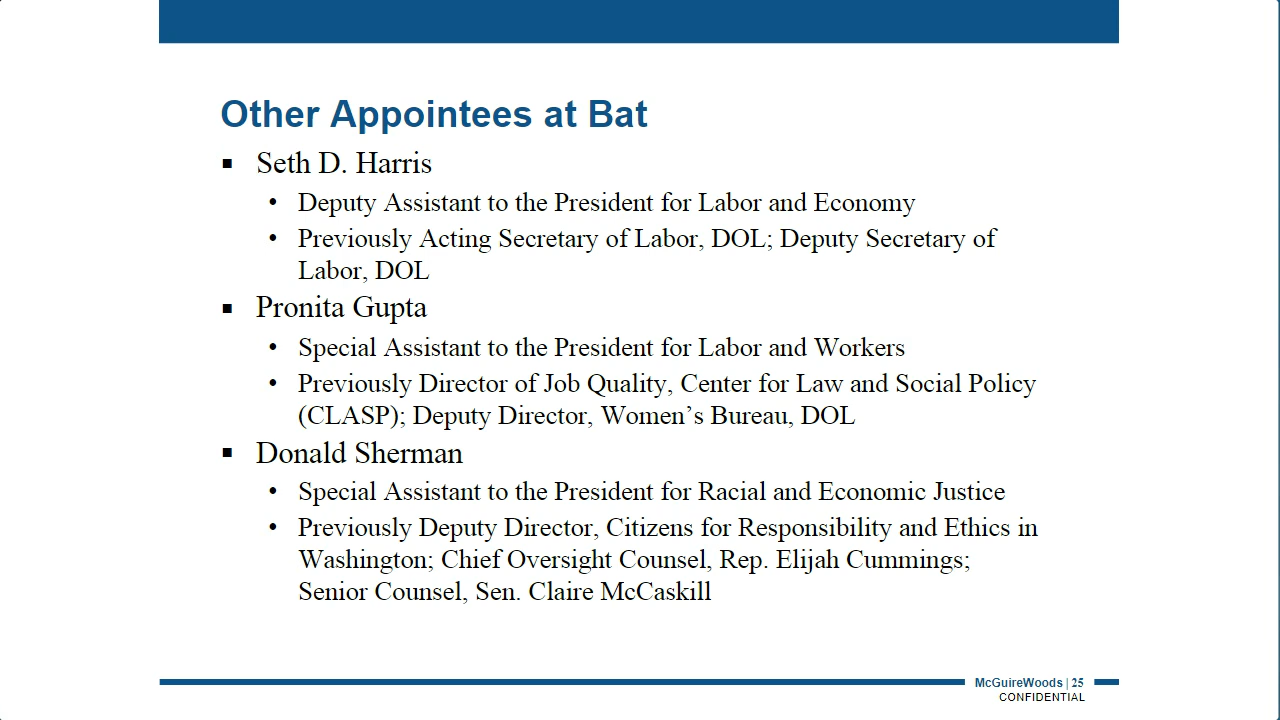 Other Appointees at Bat
▪ Seth D. Harris
• Deputy Assistant to the President for Labor and Economy
• Previously Acting Secretary of Labor, DOL; Deputy Secretary of
Labor, DOL
▪ Pronita Gupta
• Special Assistant to the President for Labor and Workers
• Previously Director of Job Quality, Center for Law and Social Policy
(CLASP); Deputy Director, Women’s Bureau, DOL
▪ Donald Sherman
• Special Assistant to the President for Racial and Economic Justice
• Previously Deputy Director, Citizens for Responsibility and Ethics in
Washington; Chief Oversight Counsel, Rep. Elijah Cummings;
Senior Counsel, Sen. Claire McCaskill
McGuireWoods | 25
CONFIDENTIAL